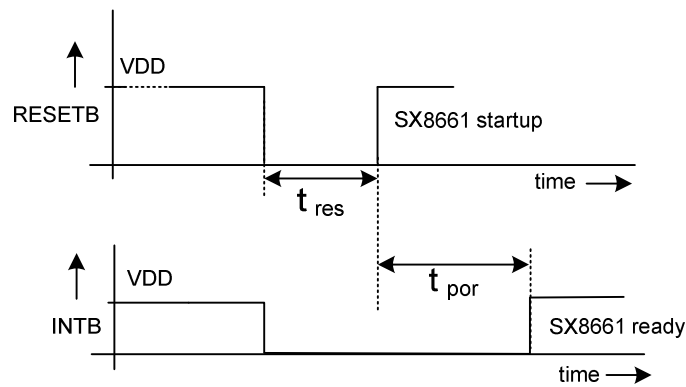 VDD
RESETB
SX8661 startup
time
t res
VDD
t por
INTB
SX8661 ready
time